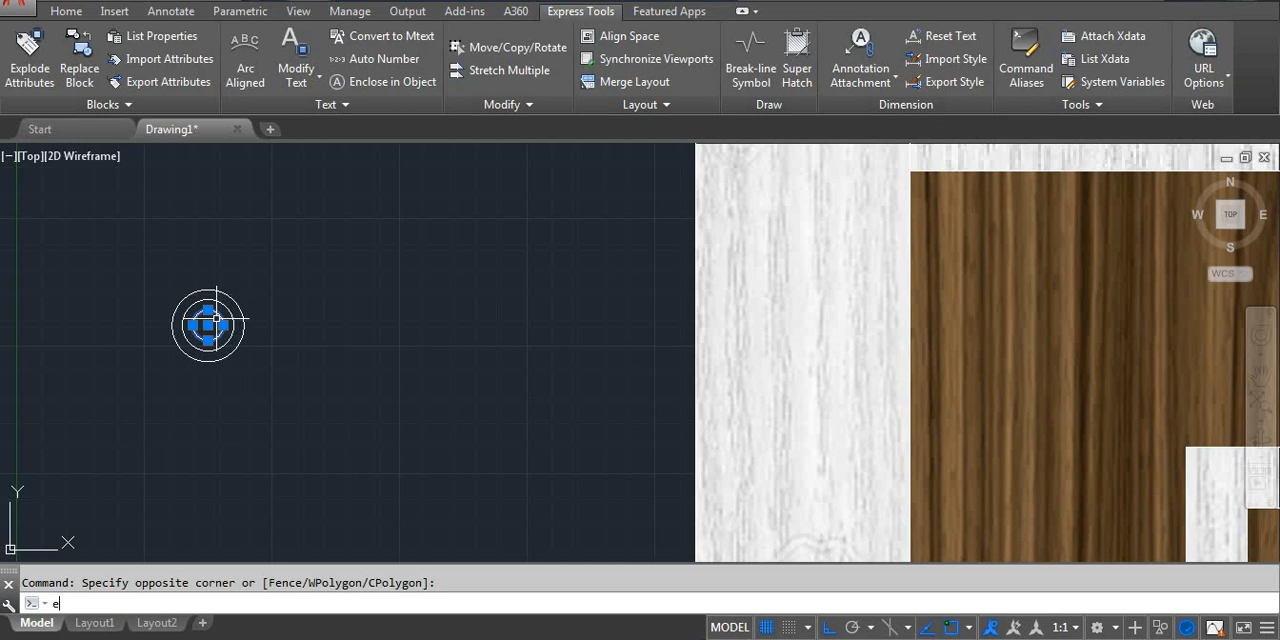 Home Insert Annotate Parametric View Manage Output Add-ins A360 Express Tools Featured Apps
Explode Attributes
Replace Block
List Properties
Import Attributes
Export Attributes
Blocks
ABC
Arc Aligned
Modify Text
Convert to Mtext
Auto Number
Enclose in Object
Text
Move/Copy/Rotate
Stretch Multiple
Modify
Align Space
Synchronize Viewports
Merge Layout
Layout
Break-line Symbol
Super Hatch
Draw
Annotation Attachment
Reset Text
Import Style
Export Style
Dimension
Command Aliases
Attach Xdata
List Xdata
System Variables
Tools
URL Options
Web
Start Drawing1*
[−][Top][2D Wireframe]
N
W TOP E
S
WCS
Y
X
Command: Specify opposite corner or [Fence/WPolygon/CPolygon]:
e
Model Layout1 Layout2 MODEL 1:1